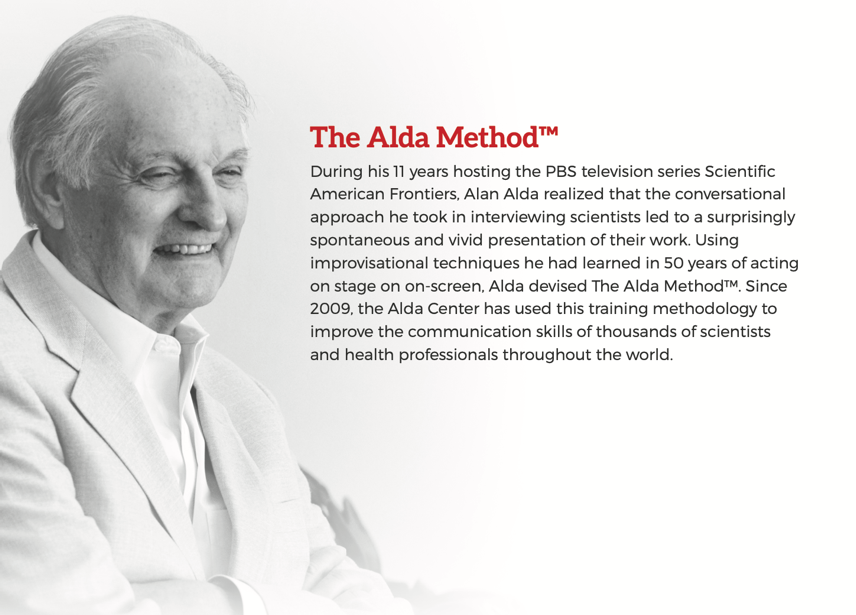 The Alda Method™
During his 11 years hosting the PBS television series Scientific
American Frontiers, Alan Alda realized that the conversational
approach he took in interviewing scientists led to a surprisingly
spontaneous and vivid presentation of their work. Using
improvisational techniques he had learned in 50 years of acting
on stage on on-screen, Alda devised The Alda Method™. Since
2009, the Alda Center has used this training methodology to
improve the communication skills of thousands of scientists
and health professionals throughout the world.